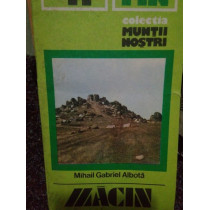 colecția
MUNȚII
NOȘTRI
Mihail Gabriel Albotă
MĂCIN